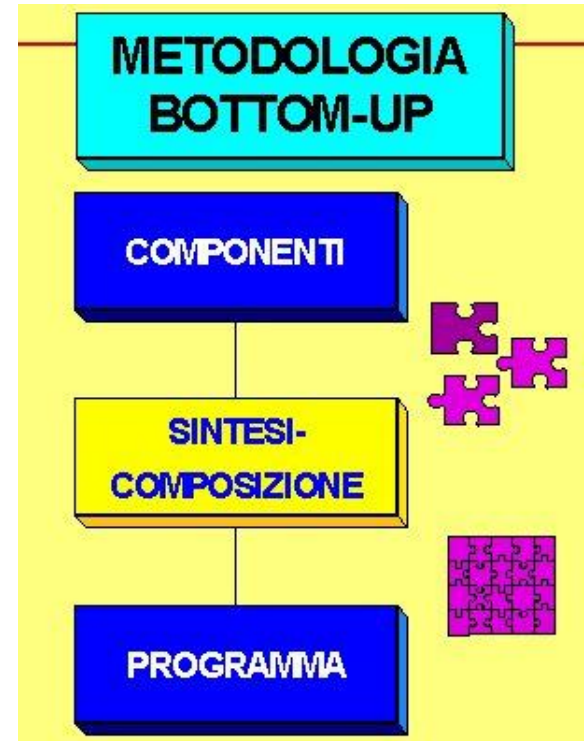 METODOLOGIA
BOTTOM-UP
COMPONENTI
SINTESI-
COMPOSIZIONE
PROGRAMMA